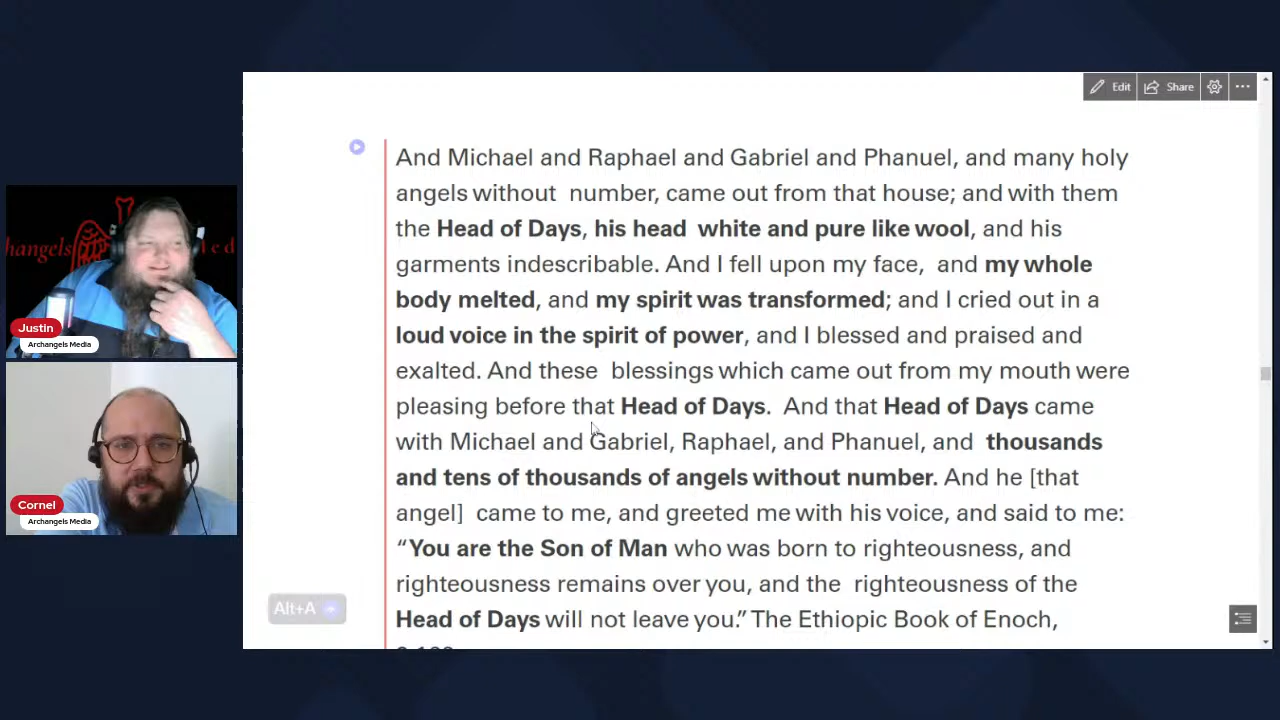 Edit
Share
And Michael and Raphael and Gabriel and Phanuel, and many holy
angels without number, came out from that house; and with them
the Head of Days, his head white and pure like wool, and his
garments indescribable. And I fell upon my face, and my whole
body melted, and my spirit was transformed; and I cried out in a
loud voice in the spirit of power, and I blessed and praised and
exalted. And these blessings which came out from my mouth were
pleasing before that Head of Days. And that Head of Days came
with Michael and Gabriel, Raphael, and Phanuel, and thousands
and tens of thousands of angels without number. And he [that
angel] came to me, and greeted me with his voice, and said to me:
“You are the Son of Man who was born to righteousness, and
righteousness remains over you, and the righteousness of the
Head of Days will not leave you.” The Ethiopic Book of Enoch,
Alt+A
Justin
Archangels Media
Cornel
Archangels Media